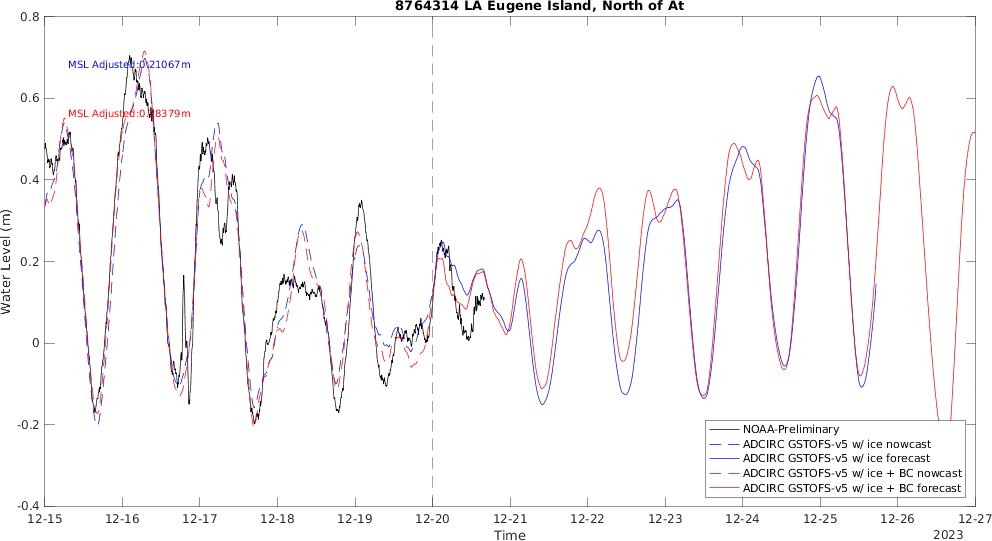 8764314 LA Eugene Island, North of At
0.8
0.6
0.4
0.2
0
-0.2
-0.4
Water Level (m)
MSL Adjusted:0.21067m
MSL Adjusted:0.18379m
NOAA-Preliminary
ADCIRC GSTOFS-v5 w/ ice nowcast
ADCIRC GSTOFS-v5 w/ ice forecast
ADCIRC GSTOFS-v5 w/ ice + BC nowcast
ADCIRC GSTOFS-v5 w/ ice + BC forecast
12-15 12-16 12-17 12-18 12-19 12-20 12-21 12-22 12-23 12-24 12-25 12-26 12-27
Time
2023